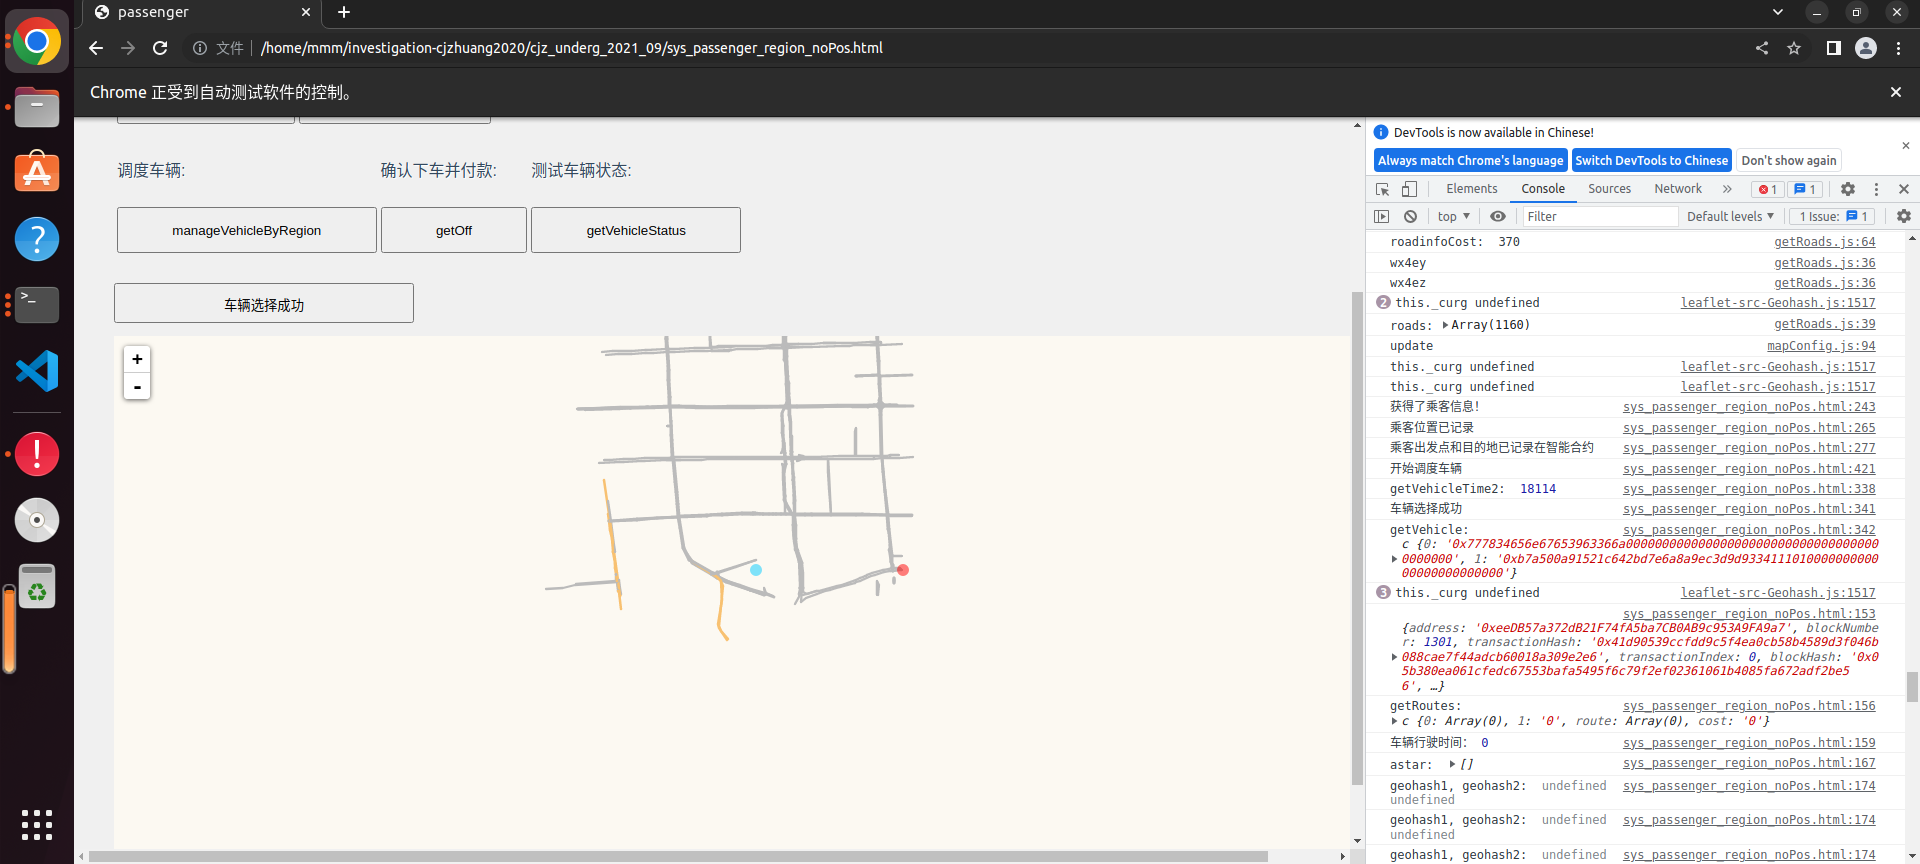 passenger
文件
/home/mmm/investigation-cjzhuang2020/cjz_underg_2021_09/sys_passenger_region_noPos.html
Chrome 正受到自动测试软件的控制。
调度车辆: 确认下车并付款: 测试车辆状态:
manageVehicleByRegion getOff getVehicleStatus
车辆选择成功
+
-
DevTools is now available in Chinese!
Always match Chrome's language Switch DevTools to Chinese Don't show again
Elements Console Sources Network » 1 1
top Filter Default levels 1 Issue: 1
roadinfoCost: 370 getRoads.js:64
wx4ey getRoads.js:36
wx4ez getRoads.js:36
2 this._curg undefined leaflet-src-Geohash.js:1517
roads: Array(1160) getRoads.js:39
update mapConfig.js:94
this._curg undefined leaflet-src-Geohash.js:1517
this._curg undefined leaflet-src-Geohash.js:1517
获得了乘客信息! sys_passenger_region_noPos.html:243
乘客位置已记录 sys_passenger_region_noPos.html:265
乘客出发点和目的地已记录在智能合约 sys_passenger_region_noPos.html:277
开始调度车辆 sys_passenger_region_noPos.html:421
getVehicleTime2: 18114 sys_passenger_region_noPos.html:338
车辆选择成功 sys_passenger_region_noPos.html:341
getVehicle: sys_passenger_region_noPos.html:342
3 this._curg undefined leaflet-src-Geohash.js:1517
sys_passenger_region_noPos.html:153
{address: '0xeeDB57a372dB21F74fA5ba7CB0AB9c953A9FA9a7', blockNumbe
r: 1301, transactionHash: '0x41d90539ccfdd9c5f4ea0cb58b4589d3f046b
088cae7f44adcb60018a309e2e6', transactionIndex: 0, blockHash: '0x0
5b380ea061cfedc67553bafa5495f6c79f2ef02361061b4085fa672adf2be5
6', …}
getRoutes: sys_passenger_region_noPos.html:156
c {0: Array(0), 1: '0', route: Array(0), cost: '0'}
车辆行驶时间: 0 sys_passenger_region_noPos.html:159
astar: [] sys_passenger_region_noPos.html:167
geohash1, geohash2: undefined sys_passenger_region_noPos.html:174
undefined
geohash1, geohash2: undefined sys_passenger_region_noPos.html:174
undefined
geohash1, geohash2: undefined sys_passenger_region_noPos.html:174